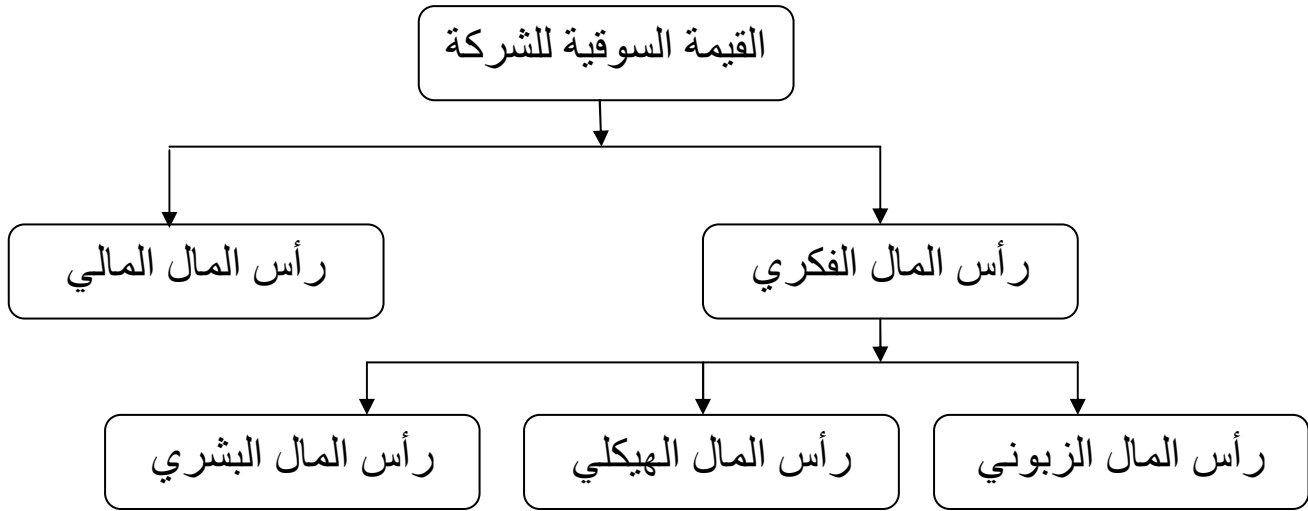 القيمة السوقية للشركة
رأس المال الفكري
رأس المال المالي
رأس المال الزبوني
رأس المال الهيكلي
رأس المال البشري